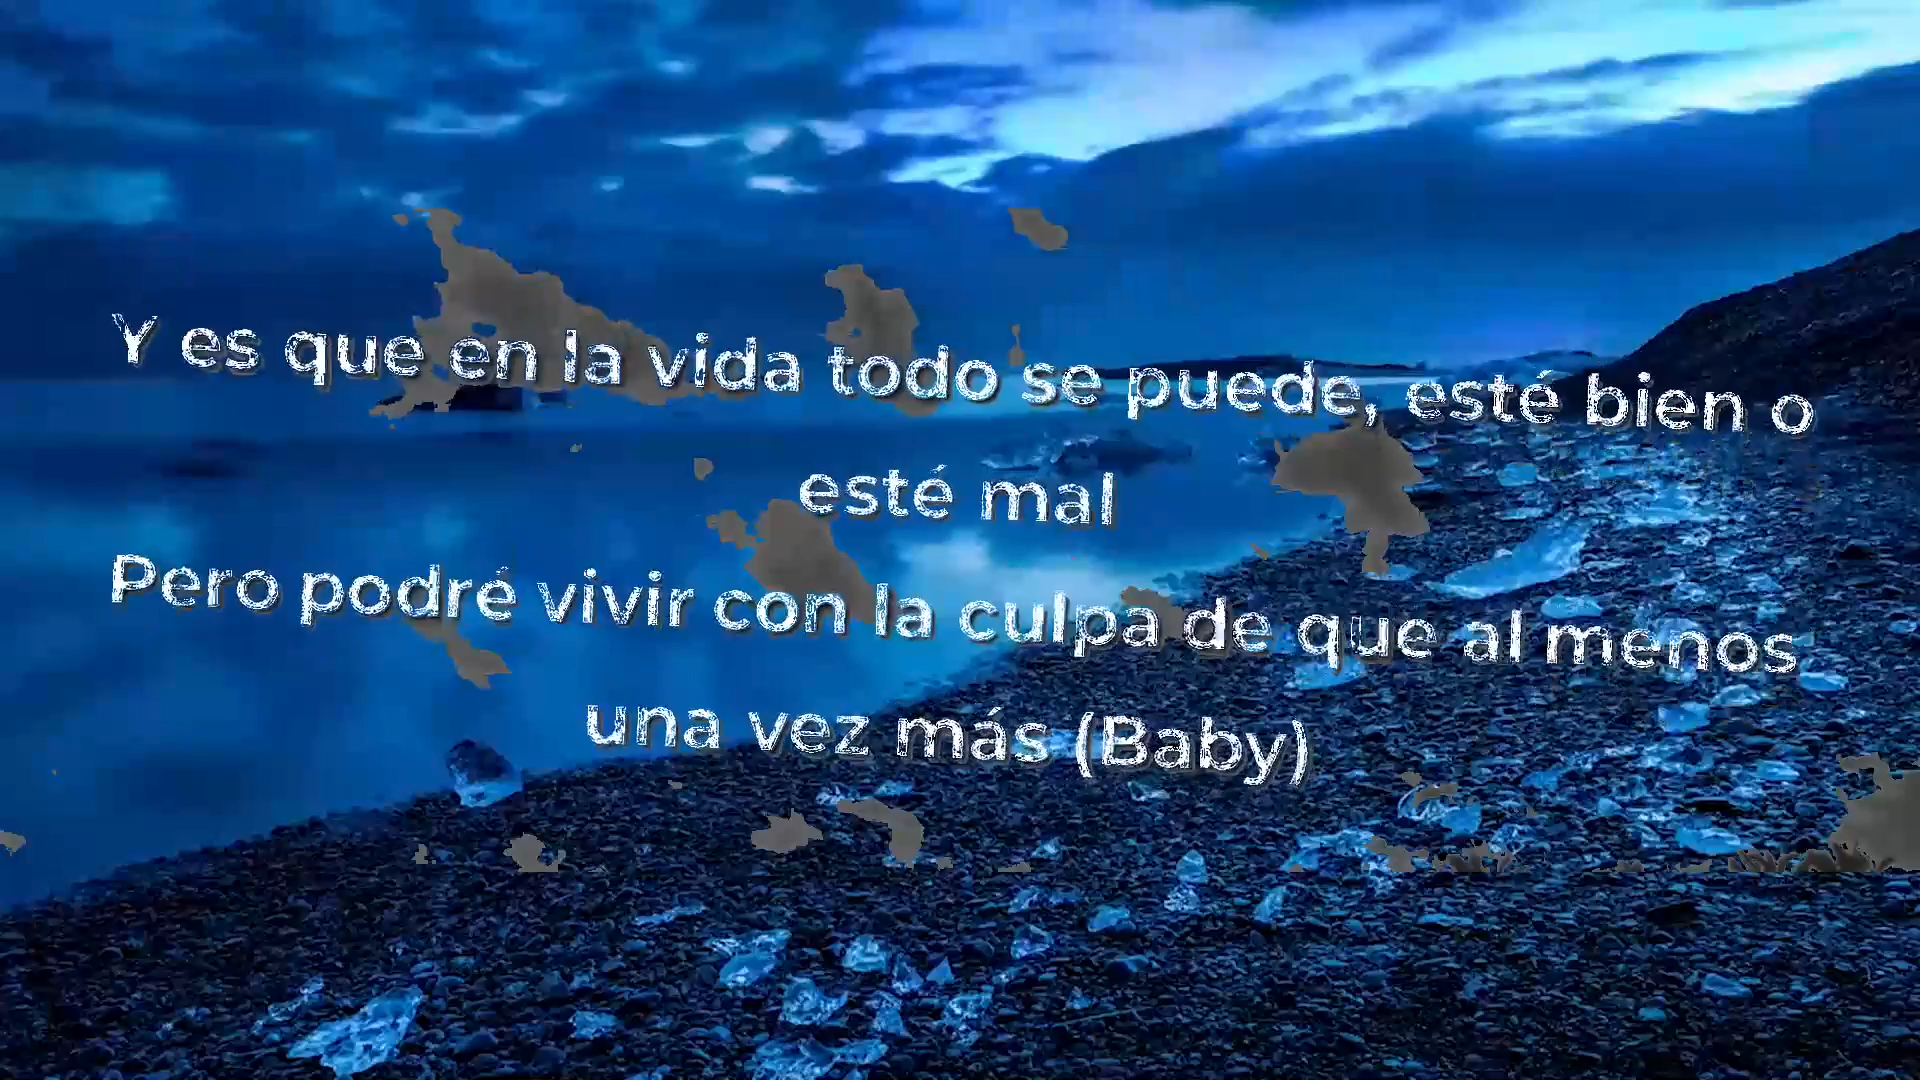 Y es que en la vida todo se puede, esté bien o
esté mal
Pero podré vivir con la culpa de que al menos
una vez más (Baby)